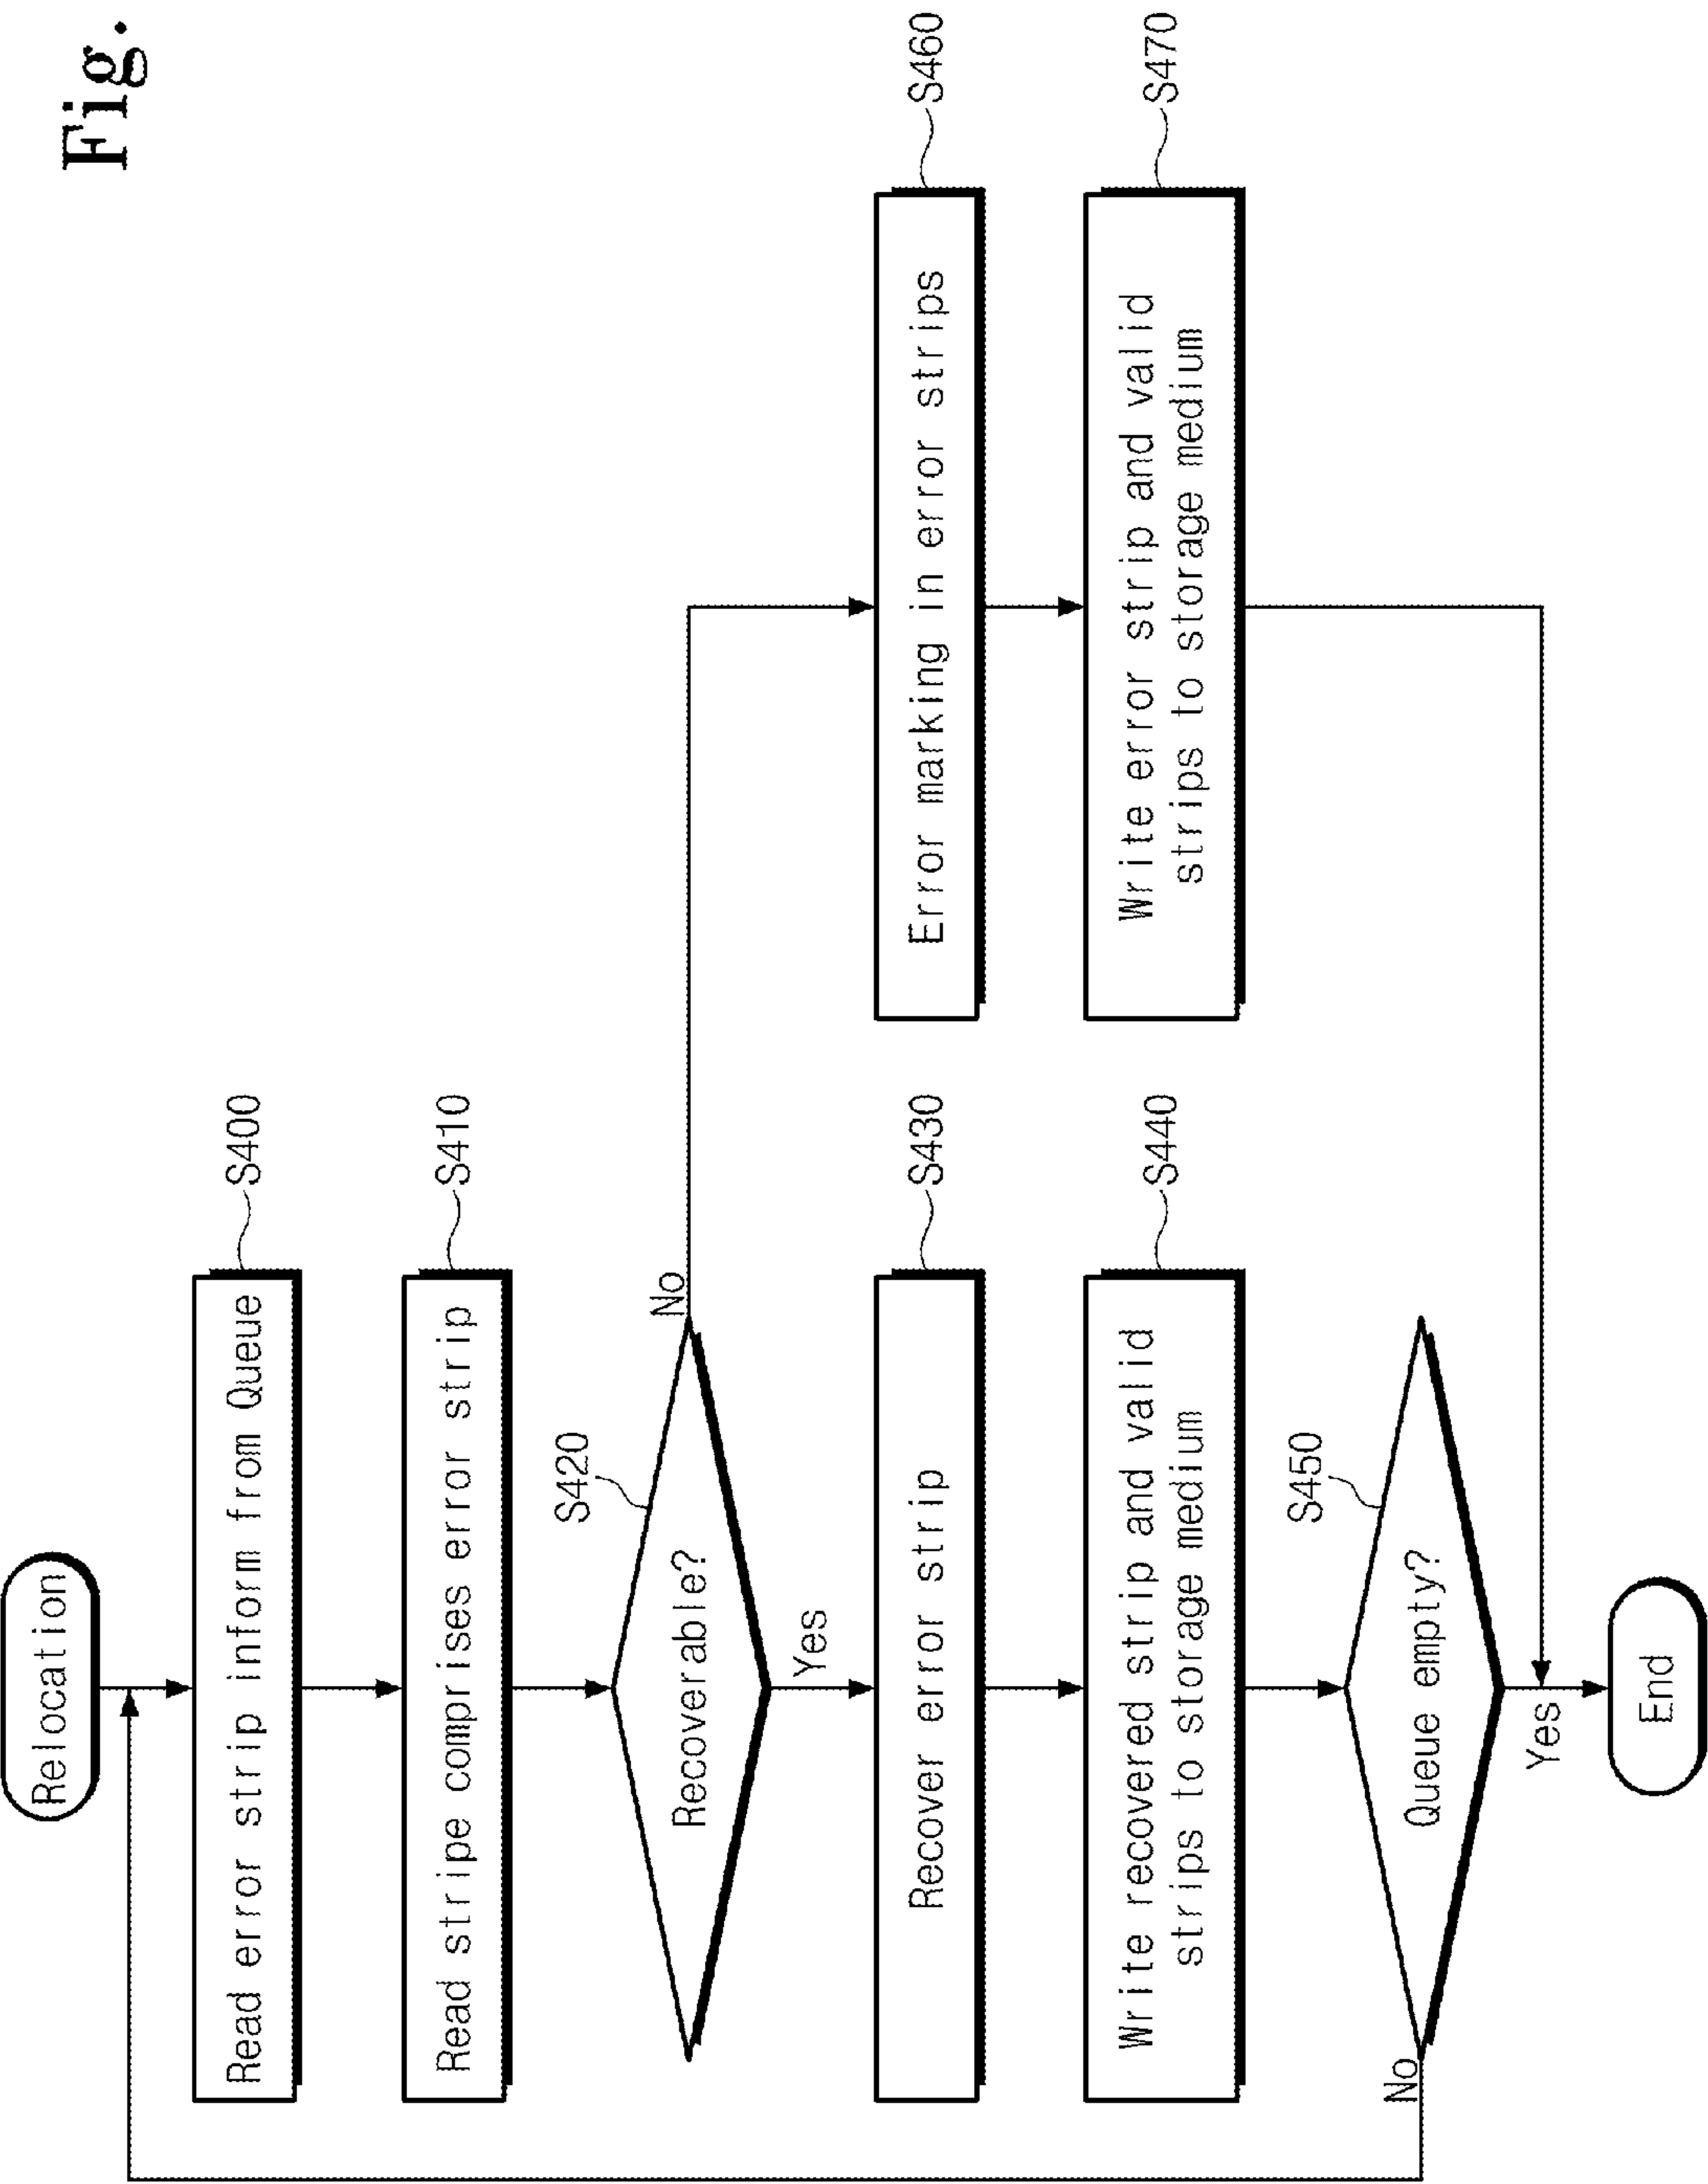 Fig.
Relocation
Read error strip inform from Queue
S400
Read stripe comprises error strip
S410
S420
Recoverable?
No
Yes
Recover error strip
S430
Error marking in error strips
S460
Write recovered strip and valid
strips to storage medium
S440
Write error strip and valid
strips to storage medium
S470
S450
Queue empty?
No
Yes
End